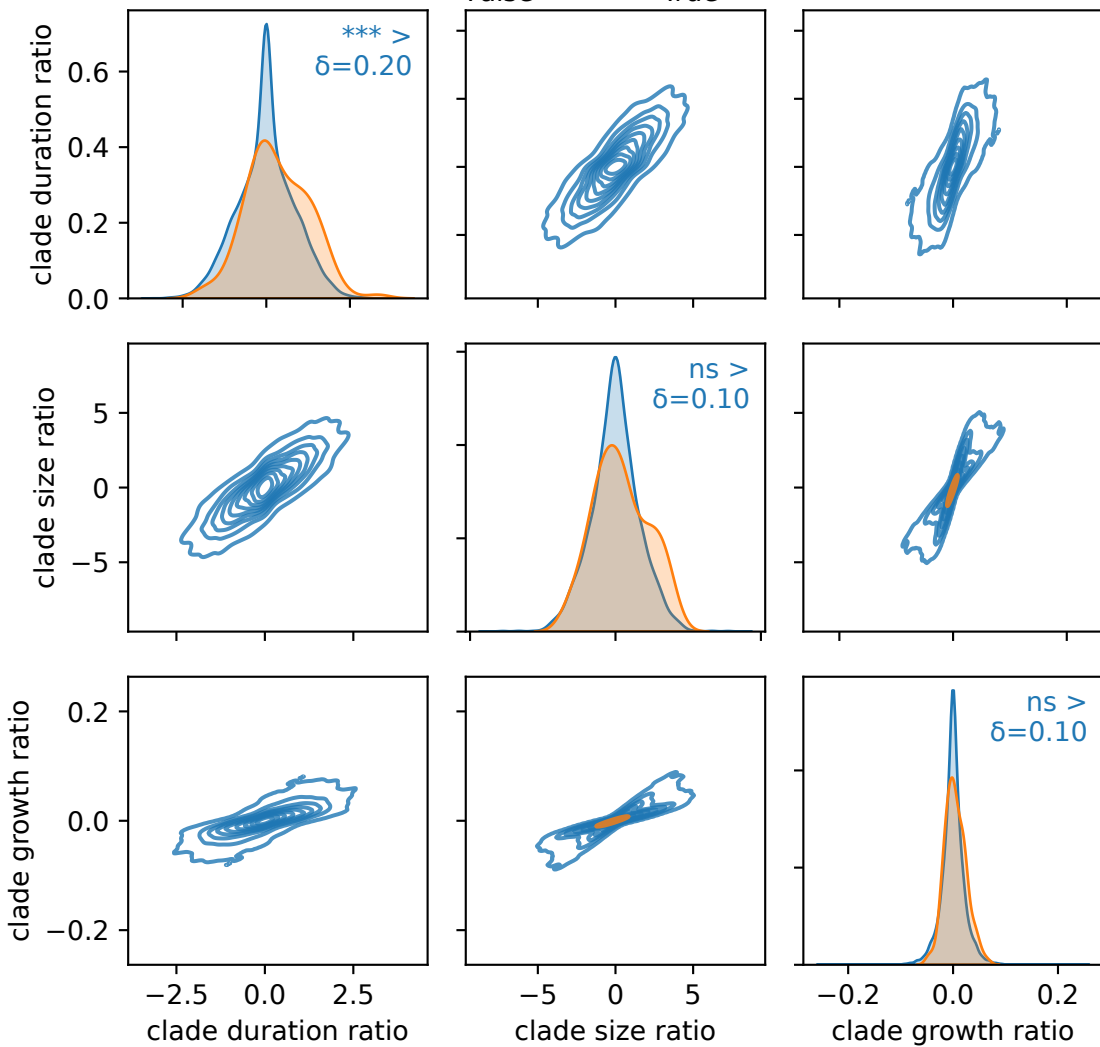 *** >
δ=0.20
clade duration ratio
0.6
0.4
0.2
0.0
ns >
δ=0.10
clade size ratio
5
0
−5
ns >
δ=0.10
clade growth ratio
0.2
0.0
−0.2
−2.5 0.0 2.5 −5 0 5 −0.2 0.0 0.2
clade duration ratio clade size ratio clade growth ratio